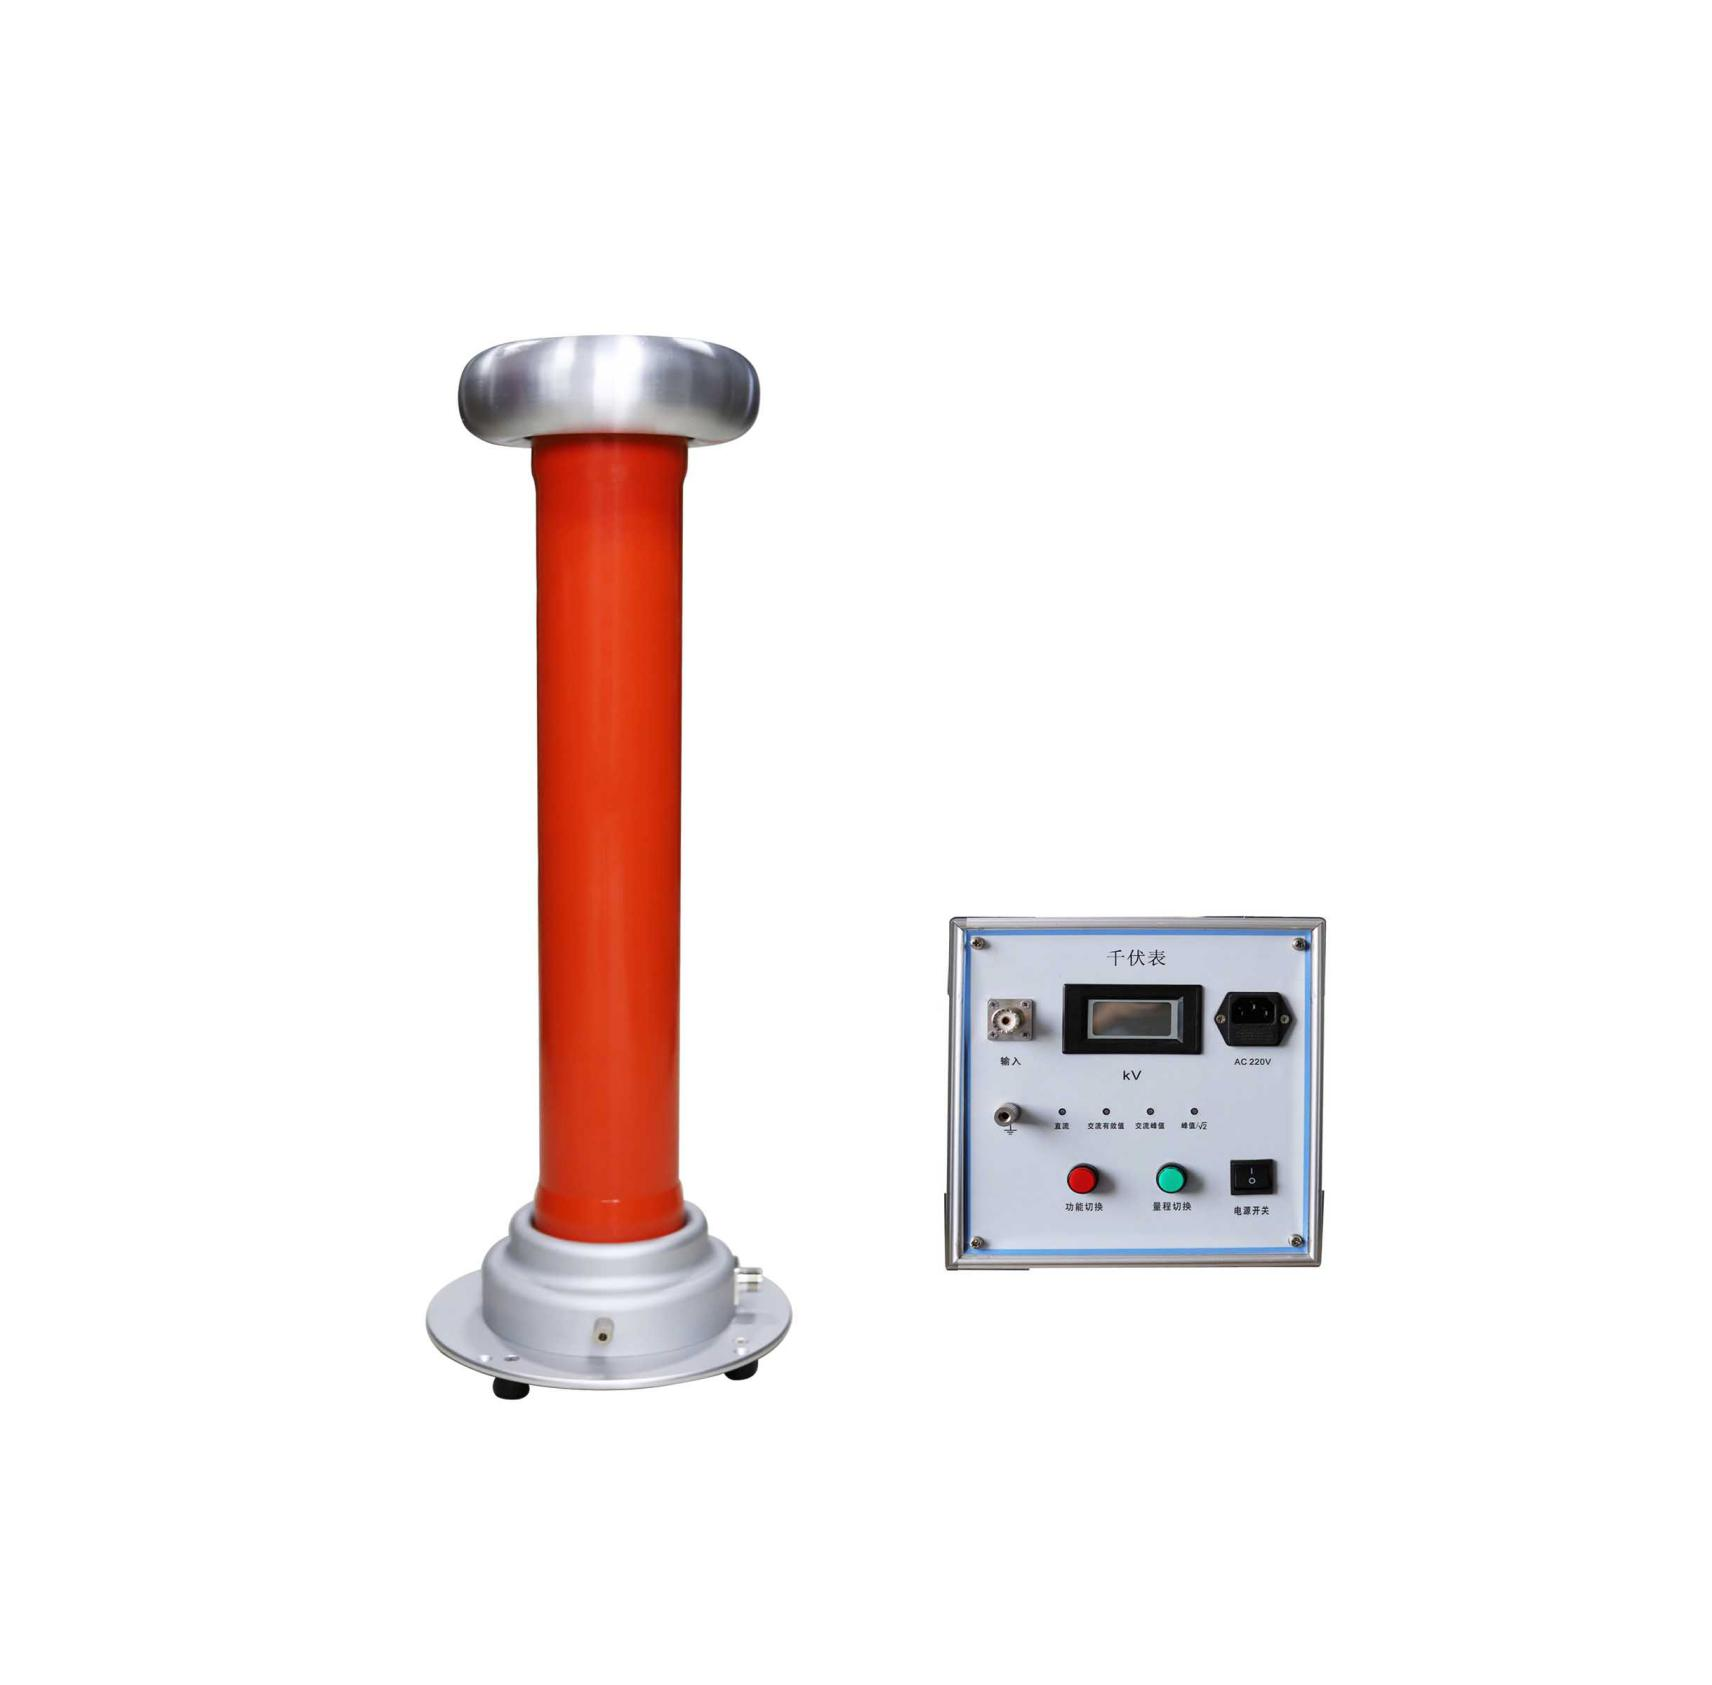 千伏表
输入
kV
AC 220V
直流 交流有效值 交流峰值 峰值/√2
功能切换 量程切换 电源开关